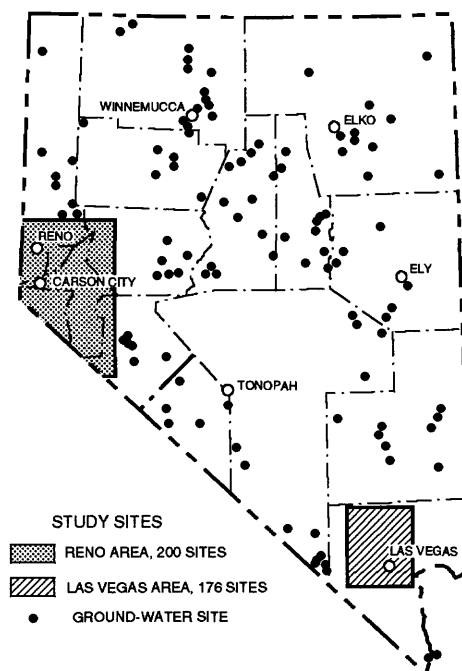 WINNEMUCCA
ELKO
RENO
CARSON CITY
ELY
TONOPAH
LAS VEGAS
STUDY SITES
RENO AREA, 200 SITES
LAS VEGAS AREA, 176 SITES
GROUND-WATER SITE